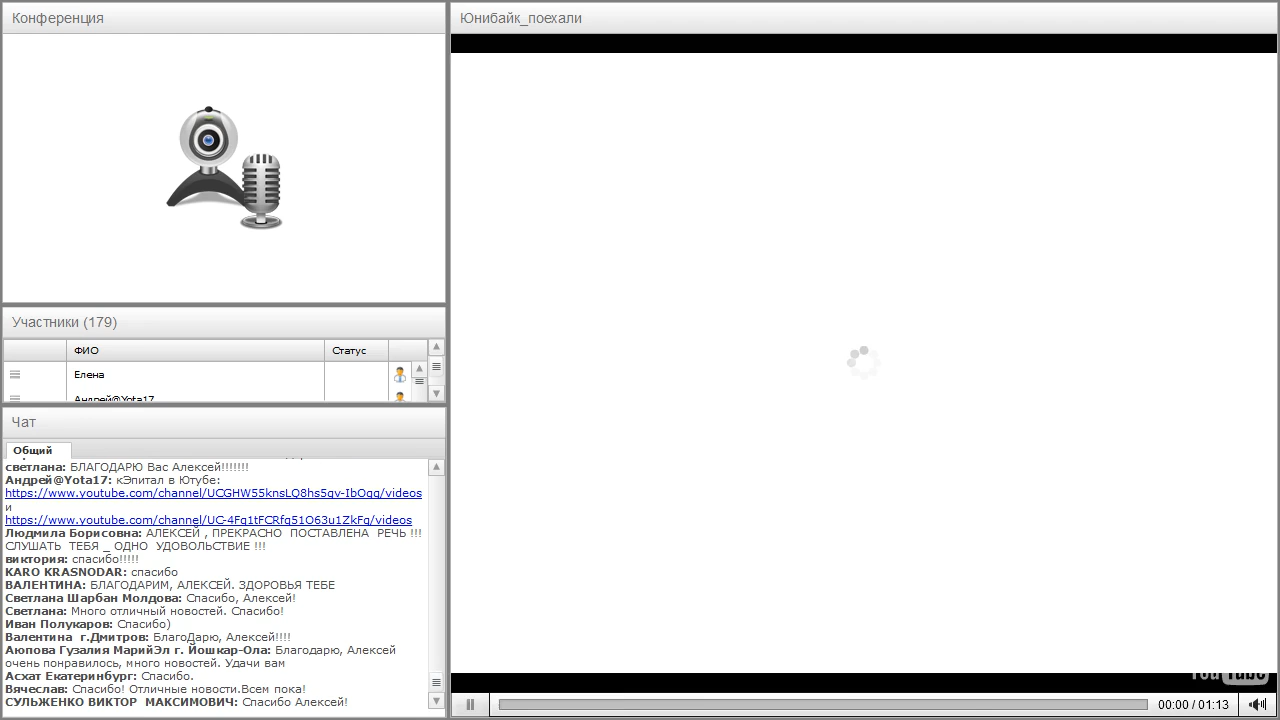 Конференция
Юнибайк_поехали
Участники (179)
ФИО
Статус
Елена
Андрей@Yota17
Чат
Общий
светлана: БЛАГОДАРЮ Вас Алексей!!!!!!!
Андрей@Yota17: кЭпитал в Ютубе:
https://www.youtube.com/channel/UCGHW55knsLQ8hs5gv-IbOgg/videos
и
https://www.youtube.com/channel/UC-4Fg1tFCRfg51O63u1ZkFg/videos
Людмила Борисовна: АЛЕКСЕЙ , ПРЕКРАСНО ПОСТАВЛЕНА РЕЧЬ !!!
СЛУШАТЬ ТЕБЯ _ ОДНО УДОВОЛЬСТВИЕ !!!
виктория: спасибо!!!!!
KARO KRASNODAR: спасибо
ВАЛЕНТИНА: БЛАГОДАРИМ, АЛЕКСЕЙ. ЗДОРОВЬЯ ТЕБЕ
Светлана Шарбан Молдова: Спасибо, Алексей!
Светлана: Много отличный новостей. Спасибо!
Иван Полукаров: Спасибо)
Валентина г.Дмитров: БлагоДарю, Алексей!!!!
Аюпова Гузалия МарийЭл г. Йошкар-Ола: Благодарю, Алексей
очень понравилось, много новостей. Удачи вам
Асхат Екатеринбург: Спасибо.
Вячеслав: Спасибо! Отличные новости.Всем пока!
СУЛЬЖЕНКО ВИКТОР МАКСИМОВИЧ: Спасибо Алексей!
YouTube
00:00 / 01:13